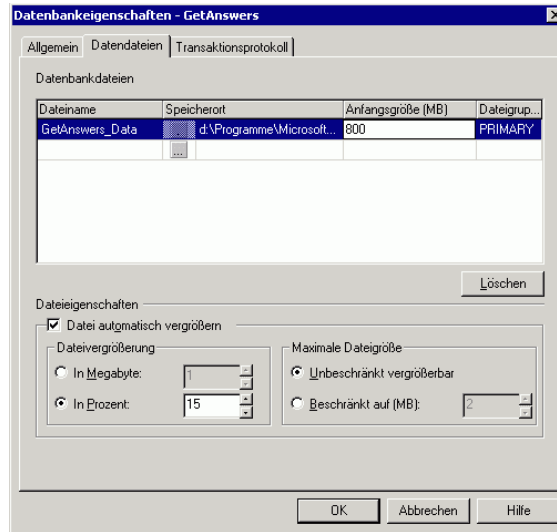 Datenbankeigenschaften - GetAnswers
Allgemein Datendateien Transaktionsprotokoll
Datenbankdateien
Dateiname Speicherort Anfangsgröße (MB) Dateigrup...
GetAnswers_Data ... d:\Programme\Microsoft... 800 PRIMARY
...
Löschen
Dateieigenschaften
Datei automatisch vergrößern
Dateivergrößerung
In Megabyte: 1
In Prozent: 15
Maximale Dateigröße
Unbeschränkt vergrößerbar
Beschränkt auf (MB): 2
OK Abbrechen Hilfe